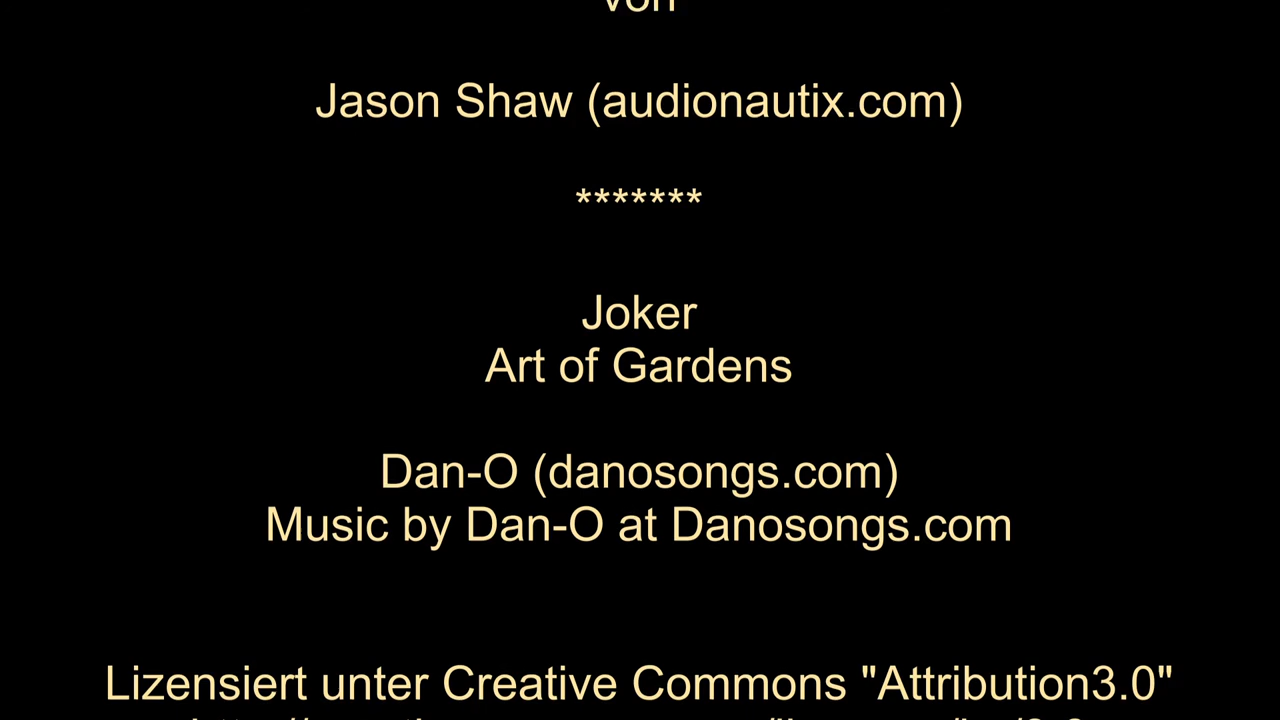 von
Jason Shaw (audionautix.com)
*******
Joker
Art of Gardens
Dan-O (danosongs.com)
Music by Dan-O at Danosongs.com
Lizensiert unter Creative Commons "Attribution3.0"